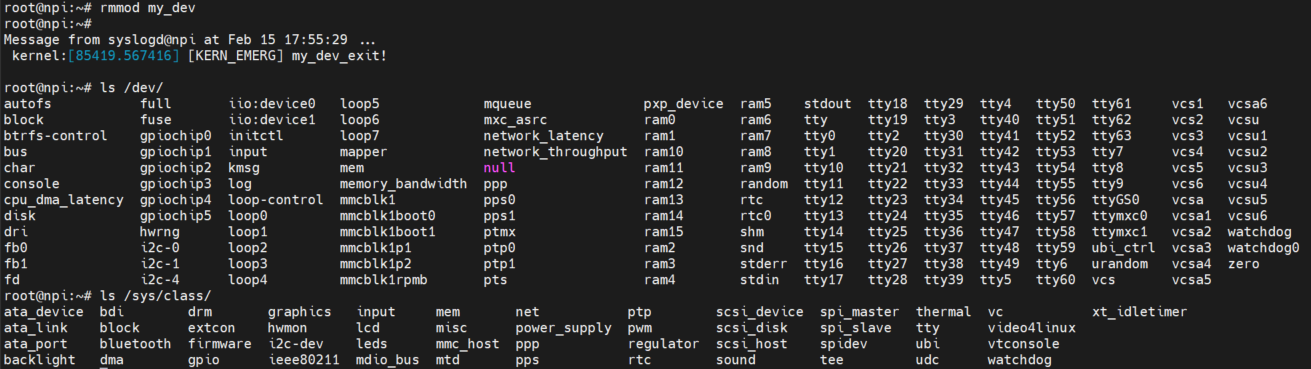 root@npi:~# rmmod my_dev
root@npi:~#
Message from syslogd@npi at Feb 15 17:55:29 ...
 kernel:[85419.567416] [KERN_EMERG] my_dev_exit!

root@npi:~# ls /dev/
autofs full iio:device0 loop5 mqueue pxp_device ram5 stdout tty18 tty29 tty4 tty50 tty61 vcs1 vcsa6
block fuse iio:device1 loop6 mxc_asrc ram0 ram6 tty tty19 tty3 tty40 tty51 tty62 vcs2 vcsu
btrfs-control gpiochip0 initctl loop7 network_latency ram1 ram7 tty0 tty2 tty30 tty41 tty52 tty63 vcs3 vcsu1
bus gpiochip1 input mapper network_throughput ram10 ram8 tty1 tty20 tty31 tty42 tty53 tty7 vcs4 vcsu2
char gpiochip2 kmsg mem null ram11 ram9 tty10 tty21 tty32 tty43 tty54 tty8 vcs5 vcsu3
console gpiochip3 log memory_bandwidth ppp ram12 random tty11 tty22 tty33 tty44 tty55 tty9 vcs6 vcsu4
cpu_dma_latency gpiochip4 loop-control mmcblk1 pps0 ram13 rtc tty12 tty23 tty34 tty45 tty56 ttyGS0 vcsa vcsu5
disk gpiochip5 loop0 mmcblk1boot0 pps1 ram14 rtc0 tty13 tty24 tty35 tty46 tty57 ttymxc0 vcsa1 vcsu6
dri hwrng loop1 mmcblk1boot1 ptmx ram15 shm tty14 tty25 tty36 tty47 tty58 ttymxc1 vcsa2 watchdog
fb0 i2c-0 loop2 mmcblk1p1 ptp0 ram2 snd tty15 tty26 tty37 tty48 tty59 ubi_ctrl vcsa3 watchdog0
fb1 i2c-1 loop3 mmcblk1p2 ptp1 ram3 stderr tty16 tty27 tty38 tty49 tty6 urandom vcsa4 zero
fd i2c-4 loop4 mmcblk1rpmb pts ram4 stdin tty17 tty28 tty39 tty5 tty60 vcs vcsa5
root@npi:~# ls /sys/class/
ata_device bdi drm graphics input mem net ptp scsi_device spi_master thermal vc xt_idletimer
ata_link block extcon hwmon lcd misc power_supply pwm scsi_disk spi_slave tty video4linux
ata_port bluetooth firmware i2c-dev leds mmc_host ppp regulator scsi_host spidev ubi vtconsole
backlight dma gpio ieee80211 mdio_bus mtd pps rtc sound tee udc watchdog